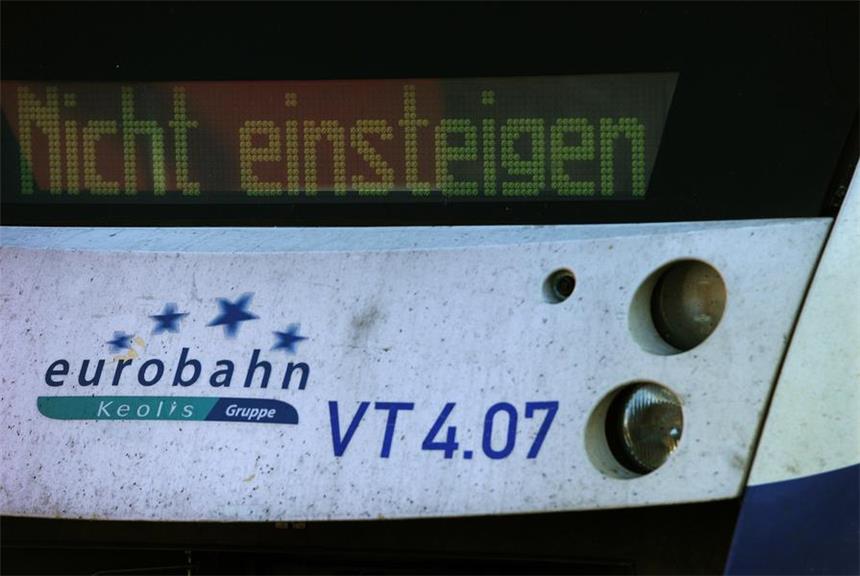 Nicht einsteigen
eurobahn
Keolis Gruppe
VT 4.07